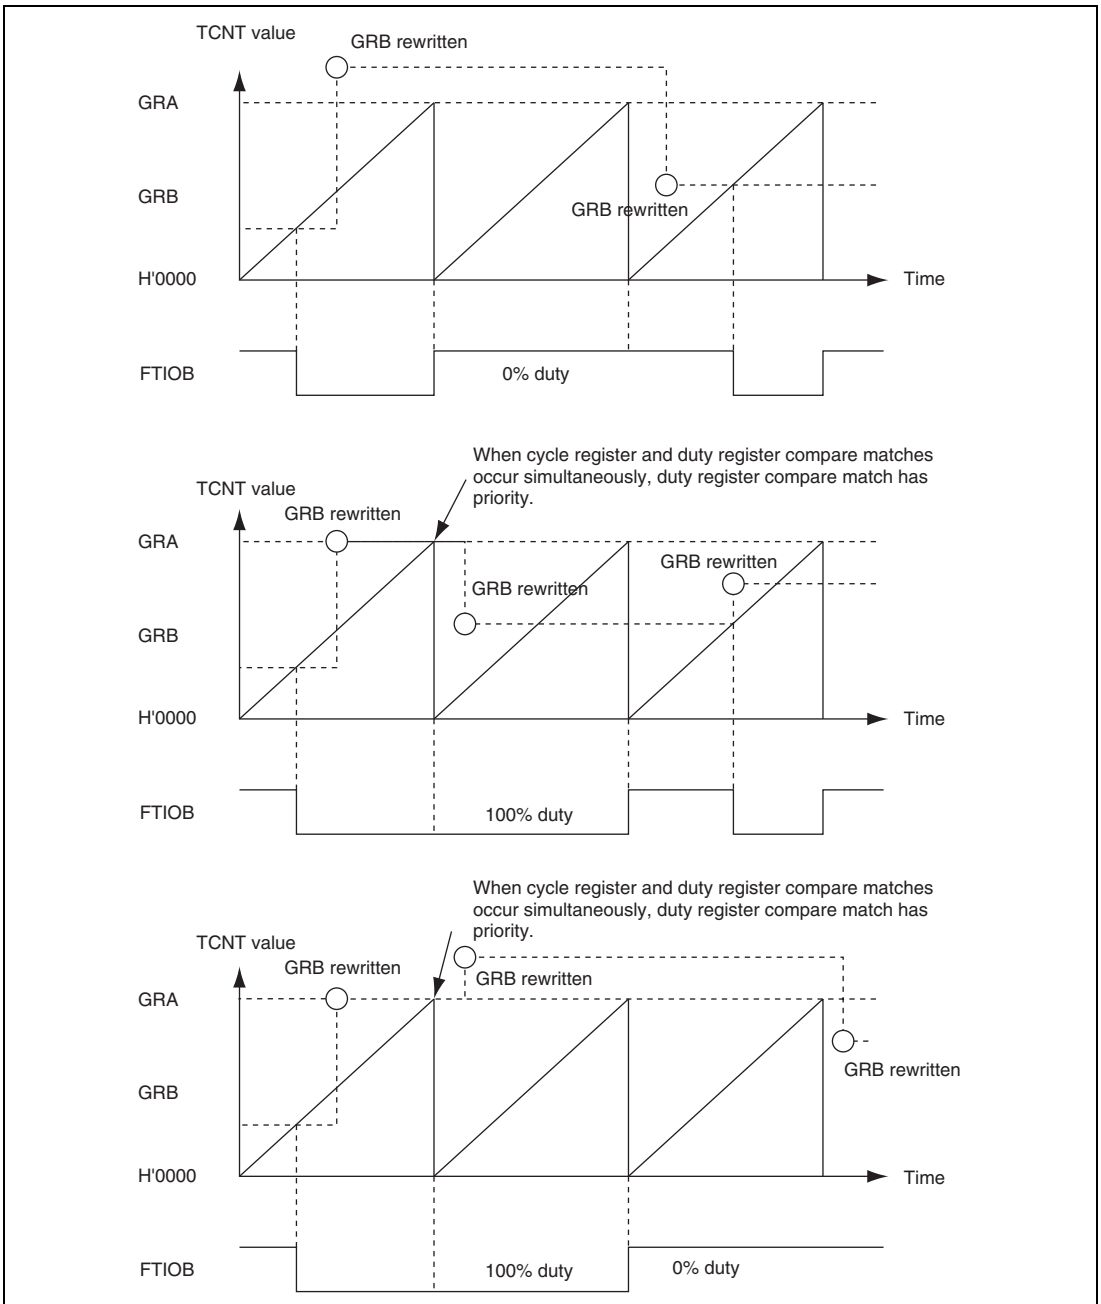 TCNT value
GRB rewritten
GRA
GRB
GRB rewritten
H'0000
Time
FTIOB
0% duty
When cycle register and duty register compare matches
occur simultaneously, duty register compare match has
priority.
TCNT value
GRB rewritten
GRA
GRB rewritten
GRB rewritten
GRB
H'0000
Time
FTIOB
100% duty
When cycle register and duty register compare matches
occur simultaneously, duty register compare match has
priority.
TCNT value
GRB rewritten
GRB rewritten
GRA
GRB rewritten
GRB
H'0000
Time
FTIOB
100% duty
0% duty